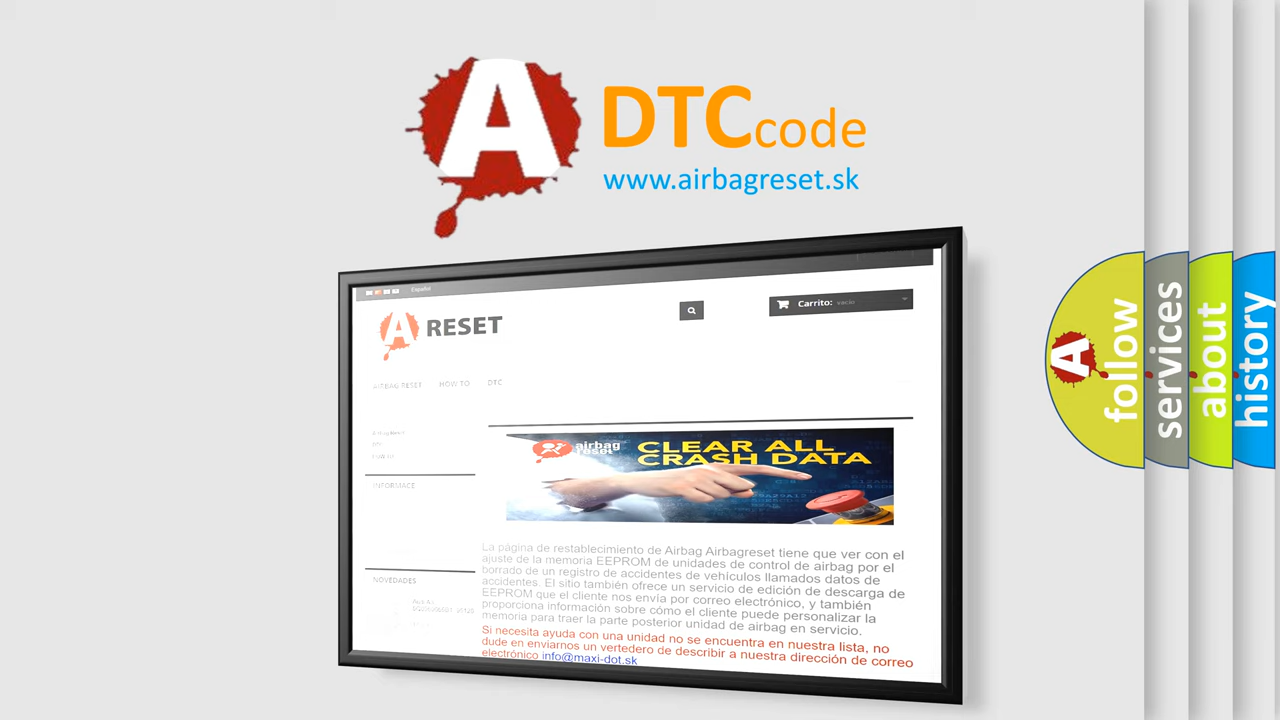 A DTCcode
www.airbagreset.sk
Español
Carrito: vacío
A RESET
AIRBAG RESET HOW TO DTC
airbag
reset
CLEAR ALL
CRASH DATA
INFORMACE
NOVEDADES
La página de restablecimiento de Airbag Airbagreset tiene que ver con el
ajuste de la memoria EEPROM de unidades de control de airbag por el
borrado de un registro de accidentes de vehículos llamados datos de
accidentes. El sitio también ofrece un servicio de edición de descarga de
EEPROM que el cliente nos envía por correo electrónico, y también
proporciona información sobre cómo el cliente puede personalizar la
memoria para traer la parte posterior unidad de airbag en servicio.
Si necesita ayuda con una unidad no se encuentra en nuestra lista, no
dude en enviarnos un vertedero de describir a nuestra dirección de correo
electrónico info@maxi-dot.sk
A follow
services
about
history